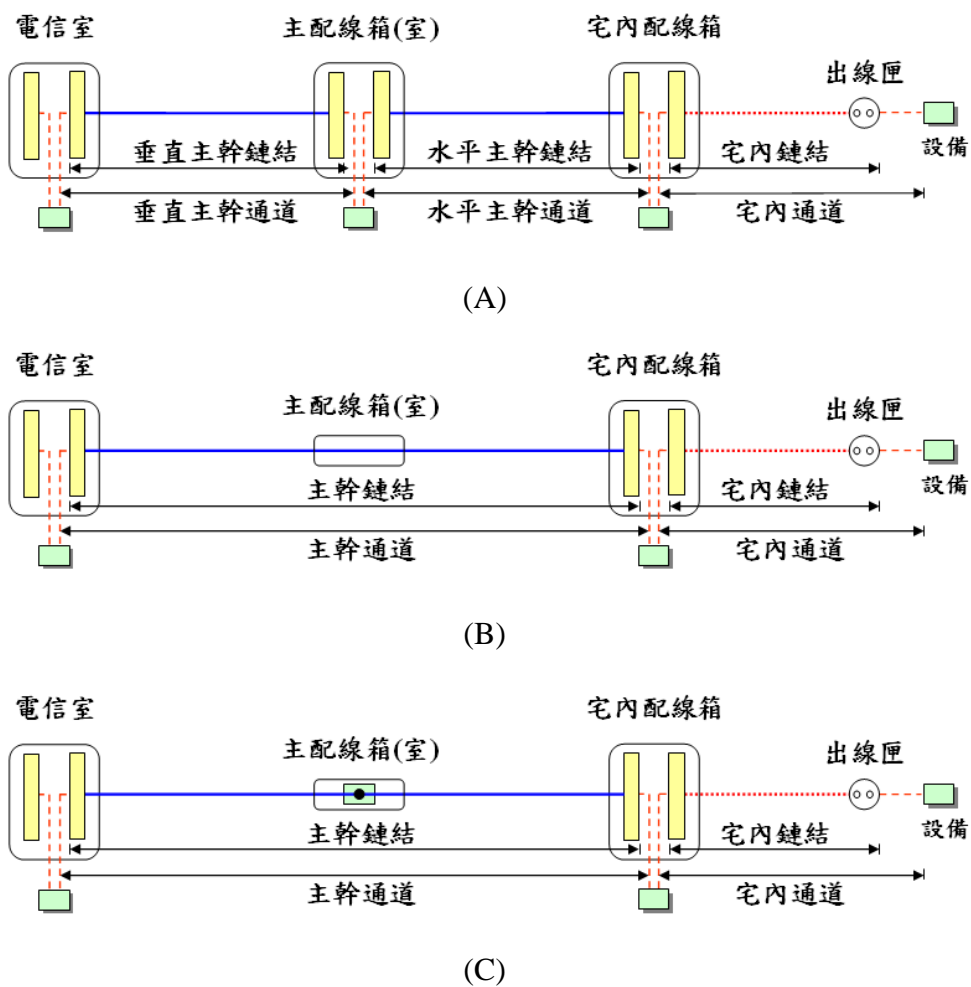 電信室
主配線箱(室)
宅內配線箱
出線匣
設備
垂直主幹鏈結
水平主幹鏈結
宅內鏈結
垂直主幹通道
水平主幹通道
宅內通道
(A)
電信室
宅內配線箱
主配線箱(室)
出線匣
設備
主幹鏈結
宅內鏈結
主幹通道
宅內通道
(B)
電信室
宅內配線箱
主配線箱(室)
出線匣
設備
主幹鏈結
宅內鏈結
主幹通道
宅內通道
(C)